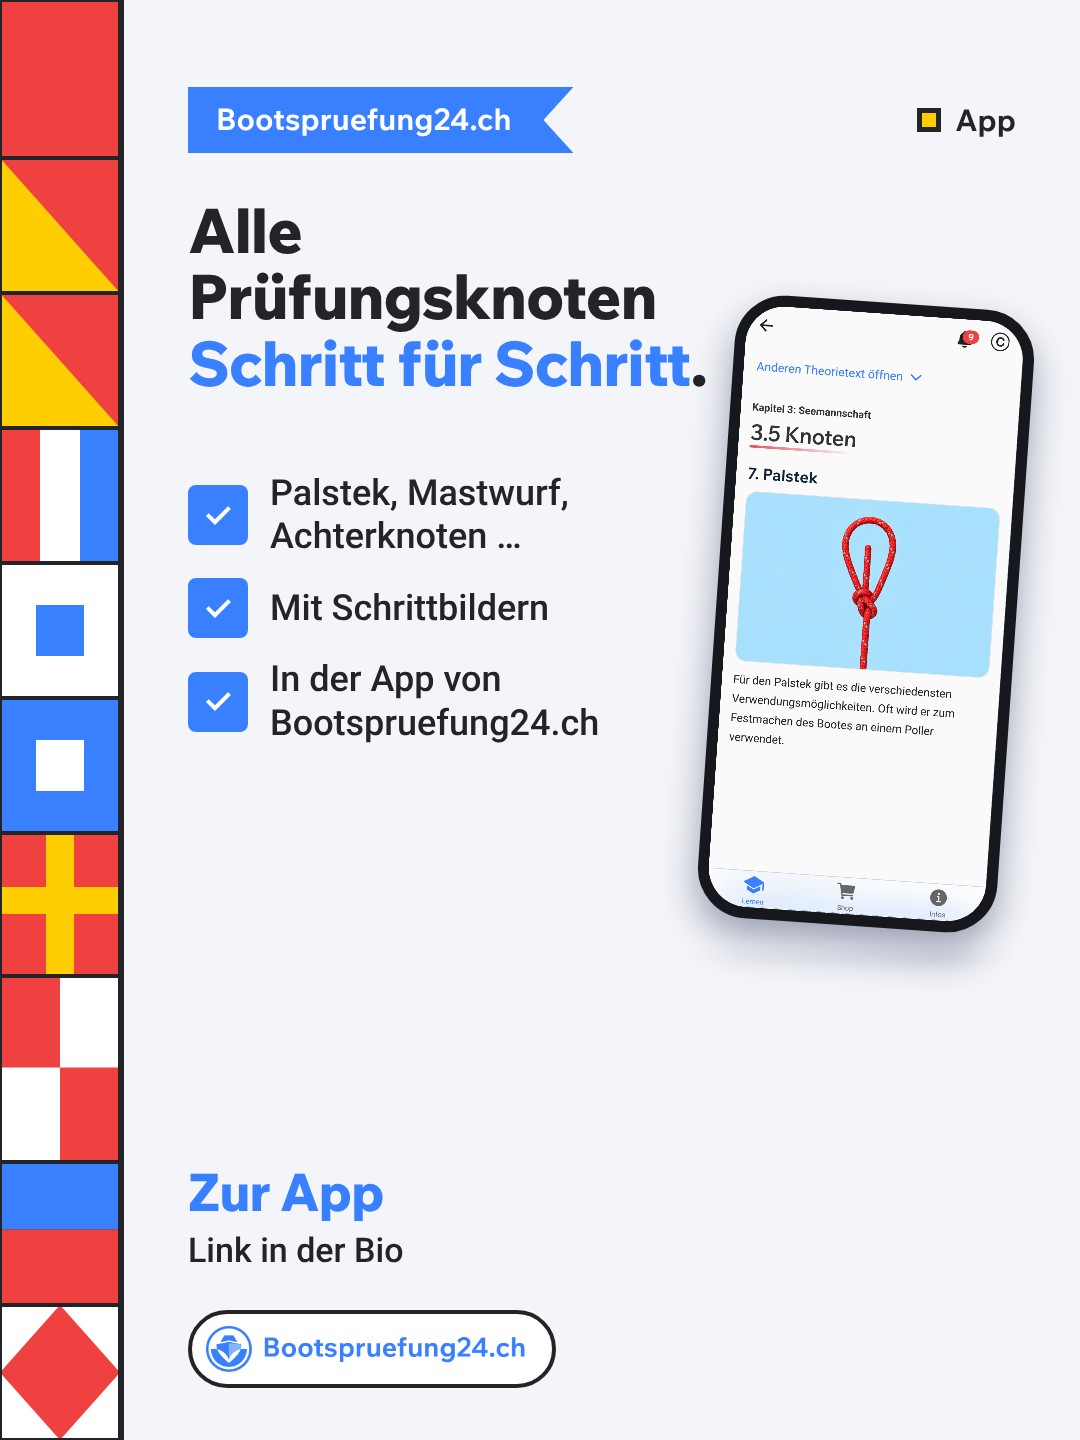 Bootspruefung24.ch
App
Alle
Prüfungsknoten
Schritt für Schritt.
Palstek, Mastwurf,
Achterknoten ...
Mit Schrittbildern
In der App von
Bootspruefung24.ch
9
C
Anderen Theorietext öffnen
Kapitel 3: Seemannschaft
3.5 Knoten
7. Palstek
Für den Palstek gibt es die verschiedensten
Verwendungsmöglichkeiten. Oft wird er zum
Festmachen des Bootes an einem Poller
verwendet.
Lernen
Shop
Infos
Zur App
Link in der Bio
Bootspruefung24.ch